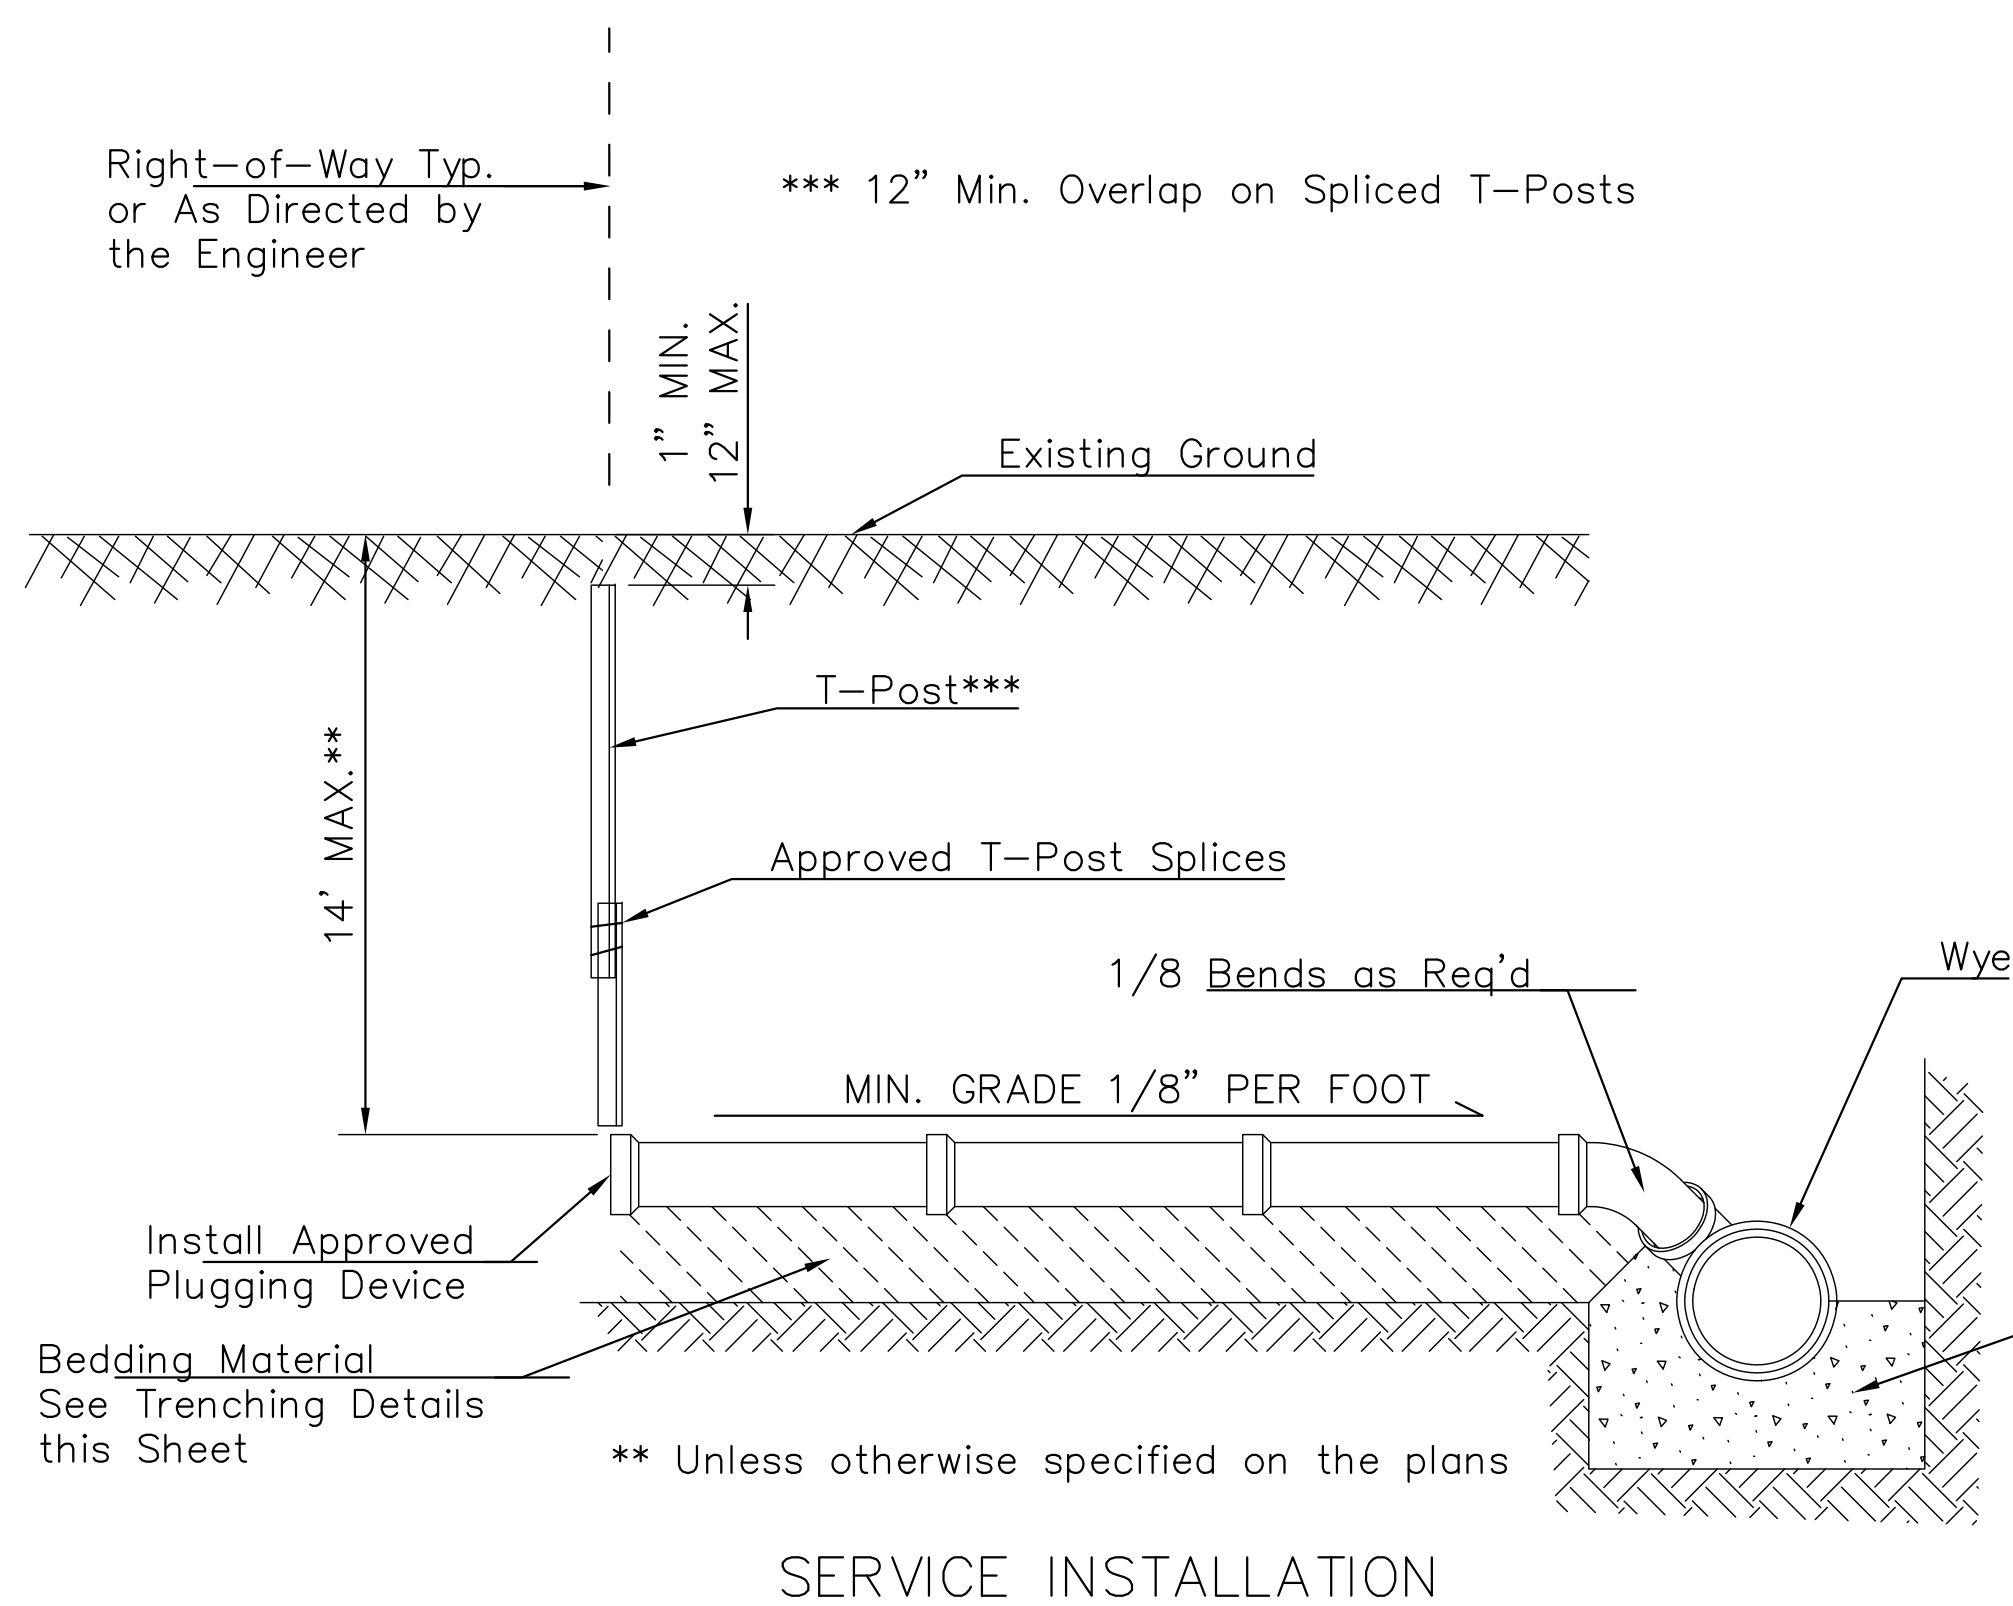 Right-of-Way Typ.
or As Directed by
the Engineer
*** 12" Min. Overlap on Spliced T-Posts
1" MIN.
12" MAX.
Existing Ground
T-Post***
14' MAX.**
Approved T-Post Splices
1/8 Bends as Req'd
Wye
MIN. GRADE 1/8" PER FOOT
Install Approved
Plugging Device
Bedding Material
See Trenching Details
this Sheet
** Unless otherwise specified on the plans
SERVICE INSTALLATION